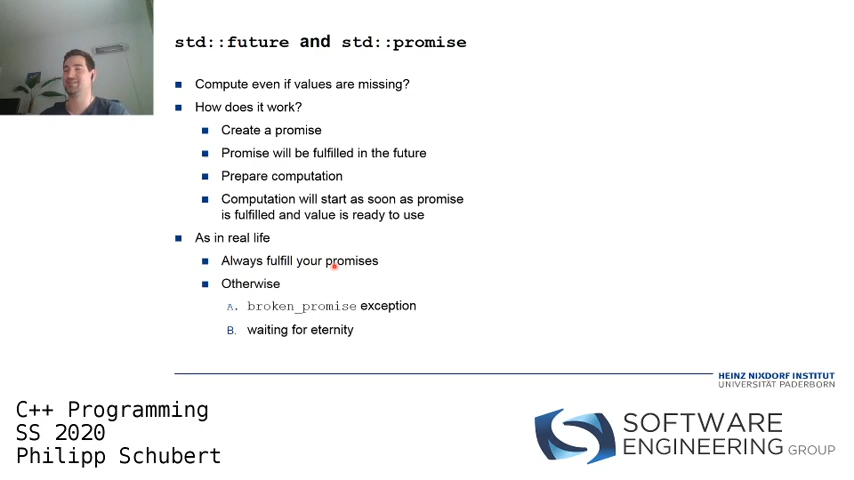 std::future and std::promise
Compute even if values are missing?
How does it work?
Create a promise
Promise will be fulfilled in the future
Prepare computation
Computation will start as soon as promise
is fulfilled and value is ready to use
As in real life
Always fulfill your promises
Otherwise
A. broken_promise exception
B. waiting for eternity
HEINZ NIXDORF INSTITUT
UNIVERSITÄT PADERBORN
C++ Programming
SS 2020
Philipp Schubert
SOFTWARE
ENGINEERING GROUP